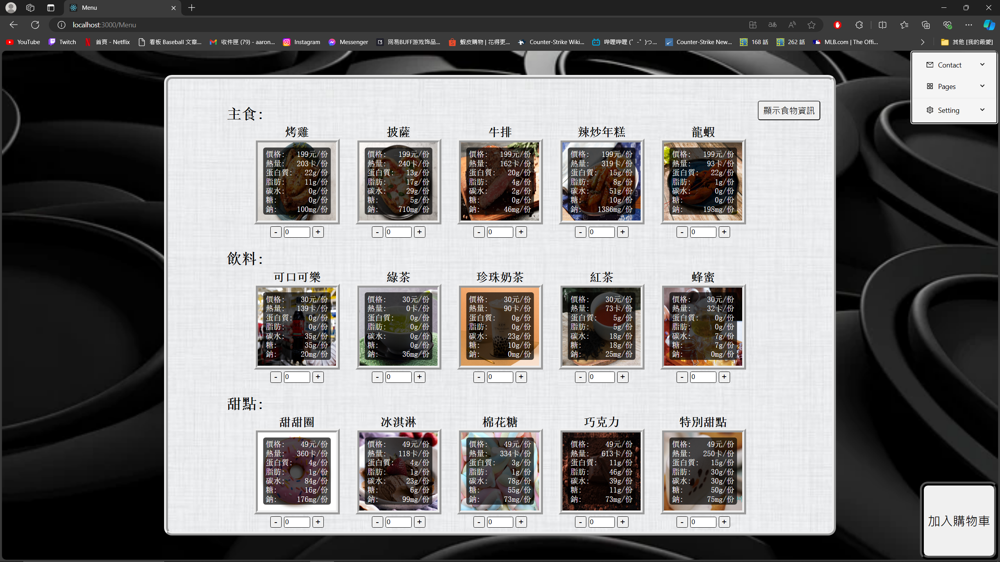 Menu
localhost:3000/Menu
YouTube
Twitch
首頁 - Netflix
看板 Baseball 文章...
收件匣 (79) - aaron...
Instagram
Messenger
网易BUFF游戏饰品...
蝦皮購物 | 花得更...
Counter-Strike Wiki...
哔哩哔哩 (゜-゜)つ...
Counter-Strike New...
168 話
262 話
MLB.com | The Offi...
其他 [我的最愛]
Contact
Pages
Setting
顯示食物資訊
主食:
烤雞
價格: 199元/份
熱量: 203卡/份
蛋白質: 22g/份
脂肪: 11g/份
碳水: 0g/份
糖: 0g/份
鈉: 100mg/份
- 0 +
披薩
價格: 199元/份
熱量: 240卡/份
蛋白質: 13g/份
脂肪: 17g/份
碳水: 29g/份
糖: 5g/份
鈉: 710mg/份
- 0 +
牛排
價格: 199元/份
熱量: 162卡/份
蛋白質: 20g/份
脂肪: 4g/份
碳水: 2g/份
糖: 0g/份
鈉: 46mg/份
- 0 +
辣炒年糕
價格: 199元/份
熱量: 319卡/份
蛋白質: 15g/份
脂肪: 8g/份
碳水: 51g/份
糖: 10g/份
鈉: 1386mg/份
- 0 +
龍蝦
價格: 199元/份
熱量: 93卡/份
蛋白質: 22g/份
脂肪: 1g/份
碳水: 0g/份
糖: 0g/份
鈉: 198mg/份
- 0 +
飲料:
可口可樂
價格: 30元/份
熱量: 139卡/份
蛋白質: 0g/份
脂肪: 0g/份
碳水: 35g/份
糖: 35g/份
鈉: 20mg/份
- 0 +
綠茶
價格: 30元/份
熱量: 0卡/份
蛋白質: 0g/份
脂肪: 0g/份
碳水: 0g/份
糖: 0g/份
鈉: 36mg/份
- 0 +
珍珠奶茶
價格: 30元/份
熱量: 90卡/份
蛋白質: 0g/份
脂肪: 0g/份
碳水: 23g/份
糖: 10g/份
鈉: 0mg/份
- 0 +
紅茶
價格: 30元/份
熱量: 73卡/份
蛋白質: 5g/份
脂肪: 5g/份
碳水: 18g/份
糖: 18g/份
鈉: 25mg/份
- 0 +
蜂蜜
價格: 30元/份
熱量: 32卡/份
蛋白質: 0g/份
脂肪: 0g/份
碳水: 7g/份
糖: 7g/份
鈉: 0mg/份
- 0 +
甜點:
甜甜圈
價格: 49元/份
熱量: 360卡/份
蛋白質: 4g/份
脂肪: 1g/份
碳水: 84g/份
糖: 16g/份
鈉: 176mg/份
- 0 +
冰淇淋
價格: 49元/份
熱量: 118卡/份
蛋白質: 4g/份
脂肪: 1g/份
碳水: 23g/份
糖: 6g/份
鈉: 99mg/份
- 0 +
棉花糖
價格: 49元/份
熱量: 334卡/份
蛋白質: 3g/份
脂肪: 1g/份
碳水: 78g/份
糖: 55g/份
鈉: 73mg/份
- 0 +
巧克力
價格: 49元/份
熱量: 613卡/份
蛋白質: 11g/份
脂肪: 46g/份
碳水: 39g/份
糖: 11g/份
鈉: 73mg/份
- 0 +
特別甜點
價格: 49元/份
熱量: 250卡/份
蛋白質: 15g/份
脂肪: 30g/份
碳水: 30g/份
糖: 50g/份
鈉: 75mg/份
- 0 +
加入購物車